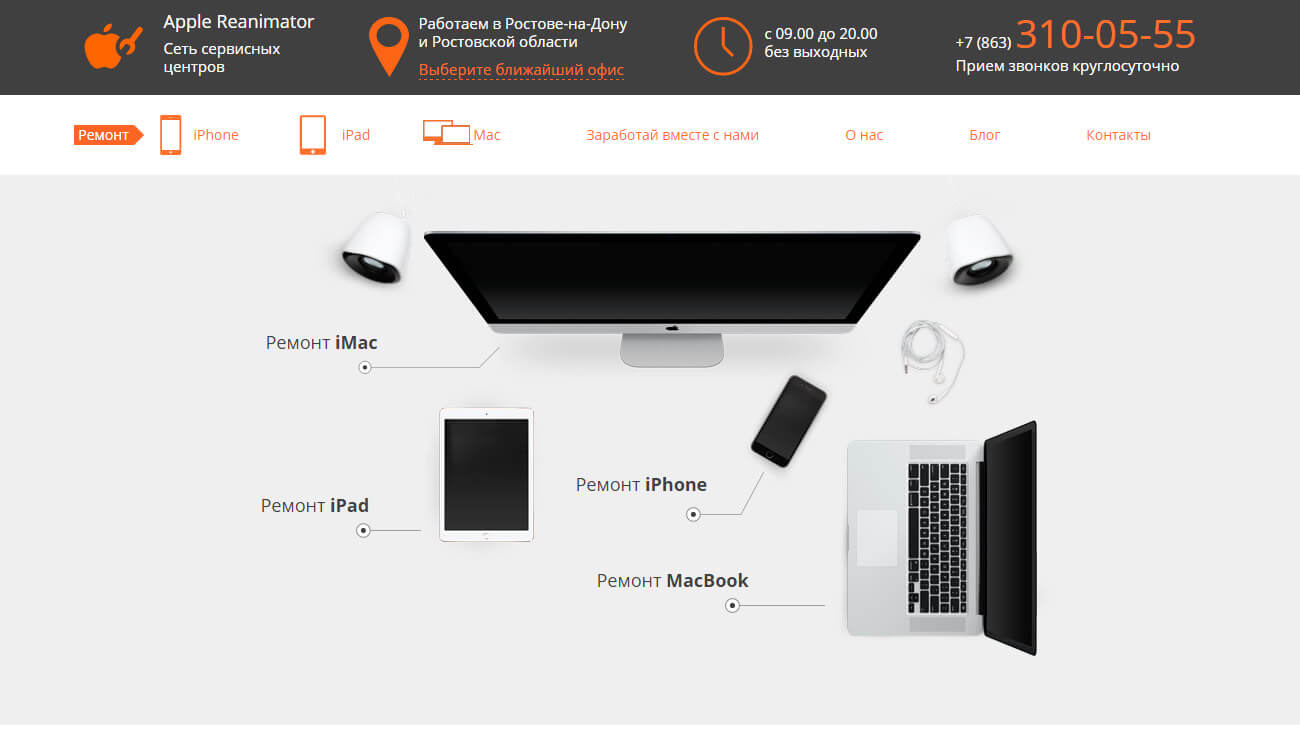 Apple Reanimator
Сеть сервисных
центров
Работаем в Ростове-на-Дону
и Ростовской области
Выберите ближайший офис
с 09.00 до 20.00
без выходных
+7 (863) 310-05-55
Прием звонков круглосуточно
Ремонт iPhone iPad Mac Заработай вместе с нами О нас Блог Контакты
Ремонт iMac
Ремонт iPhone
Ремонт iPad
Ремонт MacBook